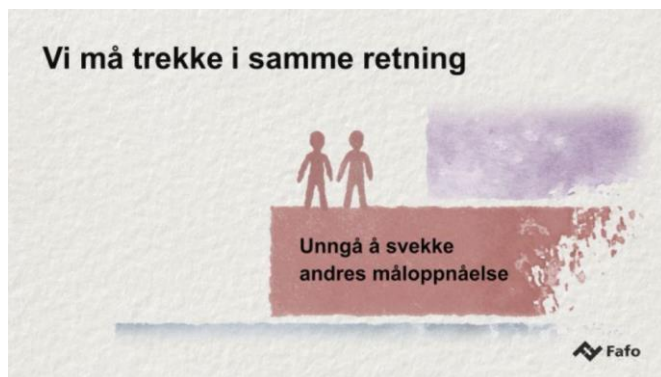 Vi må trekke i samme retning
Unngå å svekke
andres måloppnåelse
Fafo